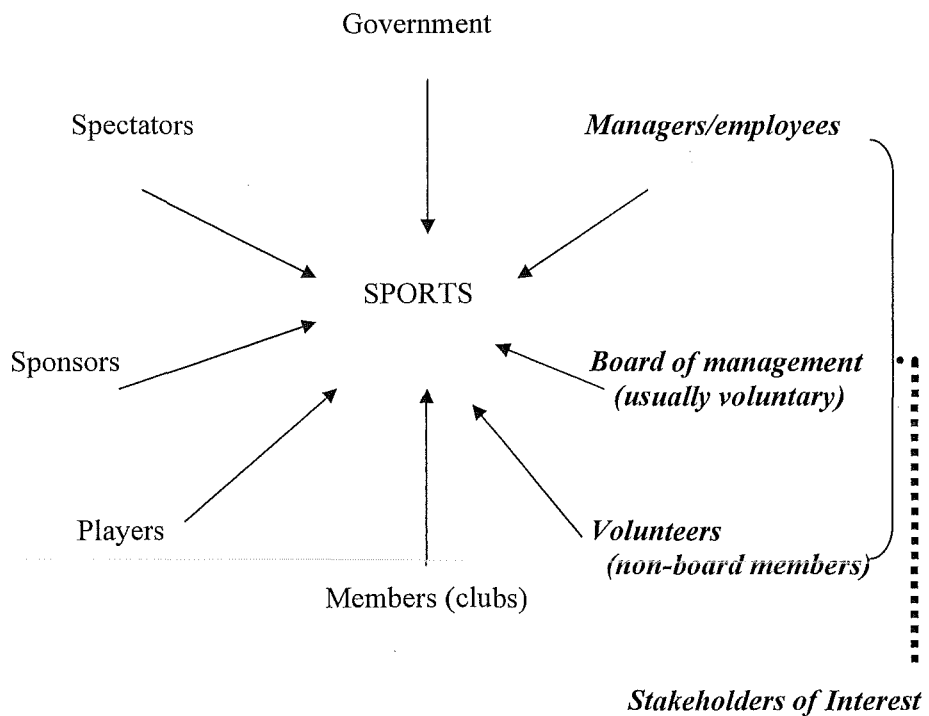 Government
Spectators
Managers/employees
SPORTS
Sponsors
Board of management
(usually voluntary)
Players
Volunteers
(non-board members)
Members (clubs)
Stakeholders of Interest